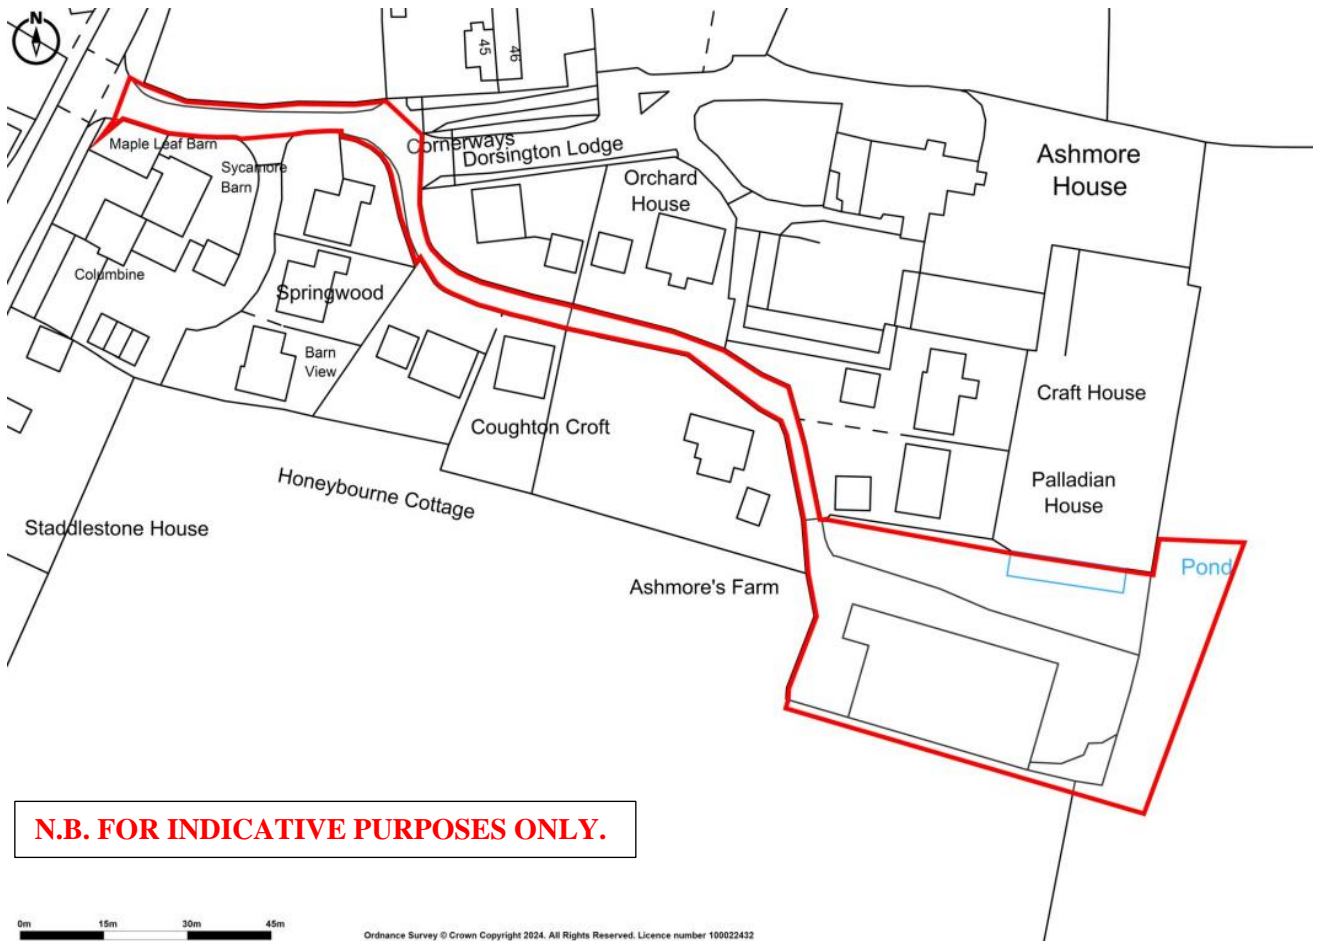 N
45
46
Cornerways
Dorsington Lodge
Maple Leaf Barn
Sycamore
Barn
Orchard
House
Ashmore
House
Columbine
Springwood
Barn
View
Craft House
Coughton Croft
Honeybourne Cottage
Palladian
House
Staddlestone House
Pond
Ashmore's Farm
N.B. FOR INDICATIVE PURPOSES ONLY.
0m 15m 30m 45m
Ordnance Survey © Crown Copyright 2024. All Rights Reserved. Licence number 100022432